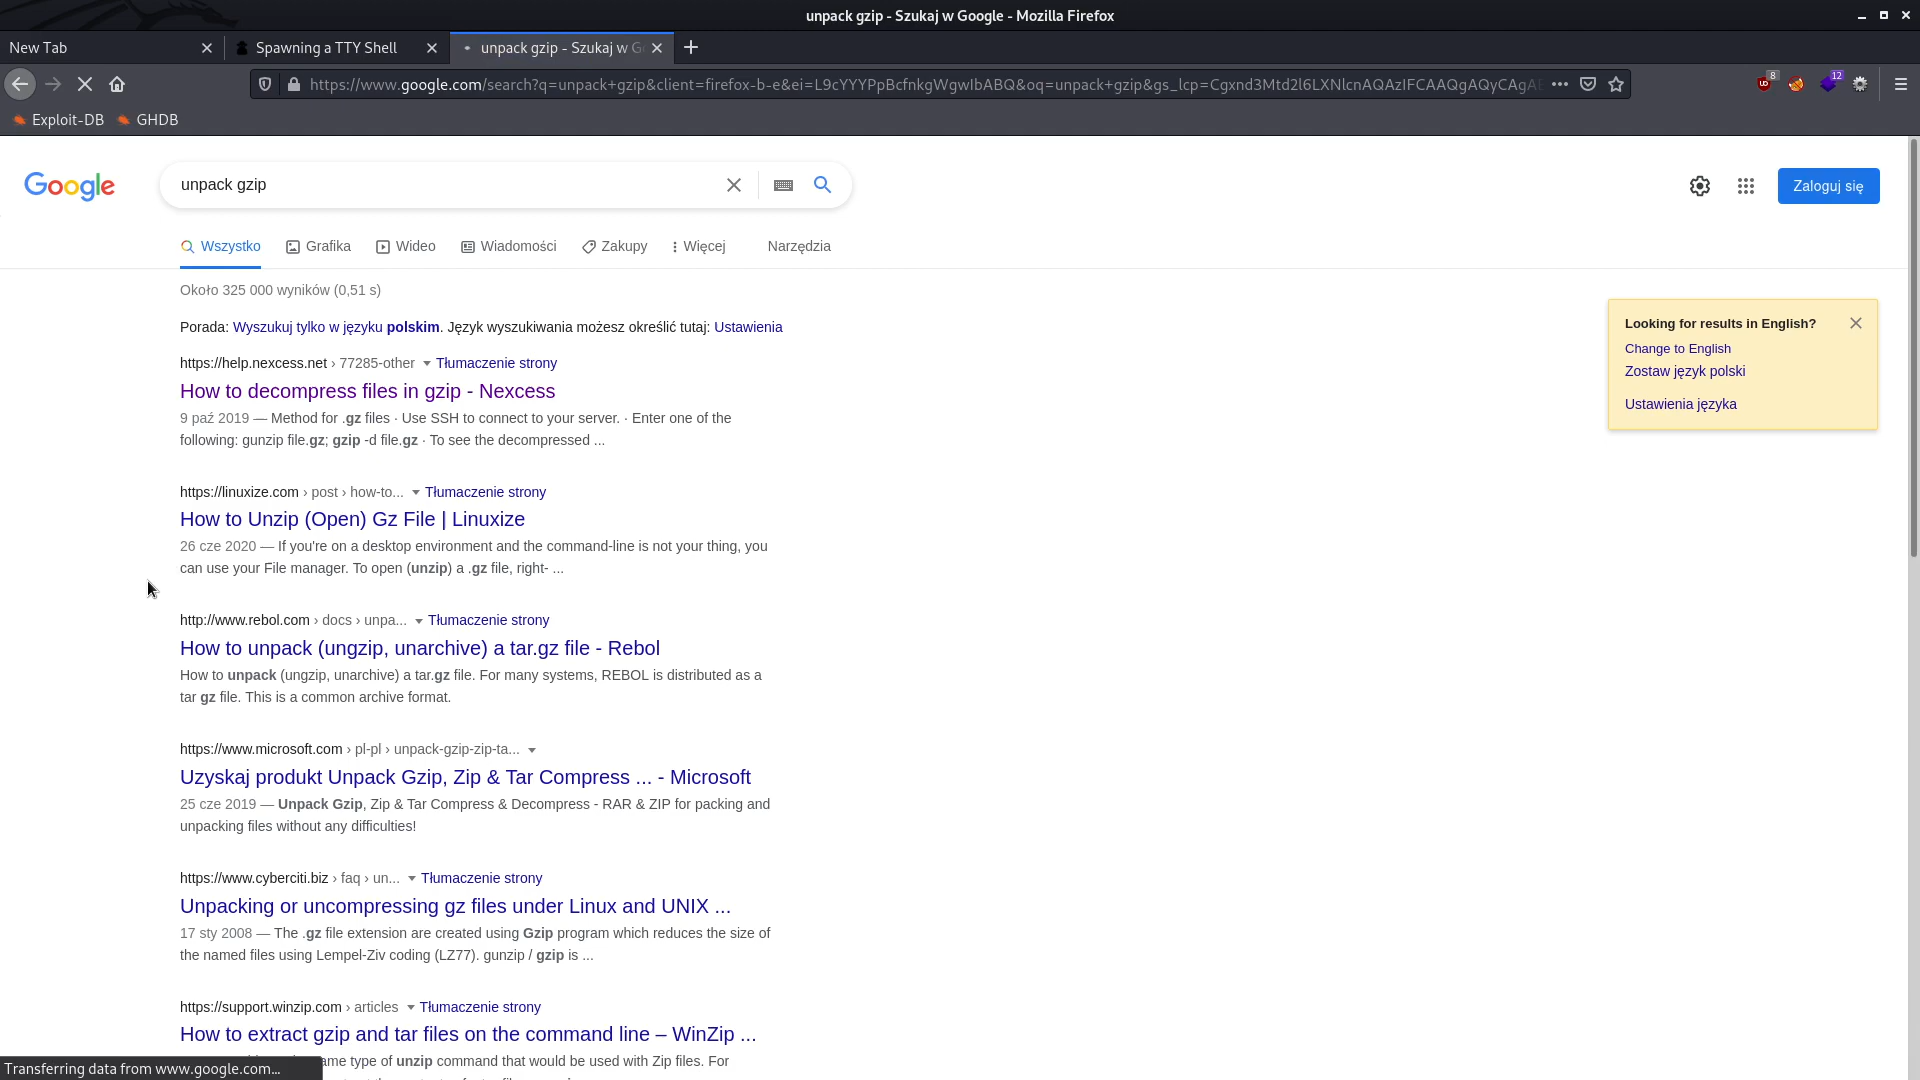 unpack gzip - Szukaj w Google - Mozilla Firefox
New Tab
Spawning a TTY Shell
unpack gzip - Szukaj w G
https://www.google.com/search?q=unpack+gzip&client=firefox-b-e&ei=L9cYYYPpBcfnkgWgwIbABQ&oq=unpack+gzip&gs_lcp=Cgxnd3Mtd2l6LXNlcnAQAzIFCAAQgAQyCAgAE
8
12
Exploit-DB
GHDB
Google
unpack gzip
Zaloguj się
Wszystko
Grafika
Wideo
Wiadomości
Zakupy
Więcej
Narzędzia
Około 325 000 wyników (0,51 s)
Porada: Wyszukuj tylko w języku polskim. Język wyszukiwania możesz określić tutaj: Ustawienia
Looking for results in English?
Change to English
Zostaw język polski
Ustawienia języka
https://help.nexcess.net › 77285-other Tłumaczenie strony
How to decompress files in gzip - Nexcess
9 paź 2019 — Method for .gz files · Use SSH to connect to your server. · Enter one of the
following: gunzip file.gz; gzip -d file.gz · To see the decompressed ...
https://linuxize.com › post › how-to... Tłumaczenie strony
How to Unzip (Open) Gz File | Linuxize
26 cze 2020 — If you're on a desktop environment and the command-line is not your thing, you
can use your File manager. To open (unzip) a .gz file, right- ...
http://www.rebol.com › docs › unpa... Tłumaczenie strony
How to unpack (ungzip, unarchive) a tar.gz file - Rebol
How to unpack (ungzip, unarchive) a tar.gz file. For many systems, REBOL is distributed as a
tar gz file. This is a common archive format.
https://www.microsoft.com › pl-pl › unpack-gzip-zip-ta...
Uzyskaj produkt Unpack Gzip, Zip & Tar Compress ... - Microsoft
25 cze 2019 — Unpack Gzip, Zip & Tar Compress & Decompress - RAR & ZIP for packing and
unpacking files without any difficulties!
https://www.cyberciti.biz › faq › un... Tłumaczenie strony
Unpacking or uncompressing gz files under Linux and UNIX ...
17 sty 2008 — The .gz file extension are created using Gzip program which reduces the size of
the named files using Lempel-Ziv coding (LZ77). gunzip / gzip is ...
https://support.winzip.com › articles Tłumaczenie strony
How to extract gzip and tar files on the command line – WinZip ...
ame type of unzip command that would be used with Zip files. For
Transferring data from www.google.com...